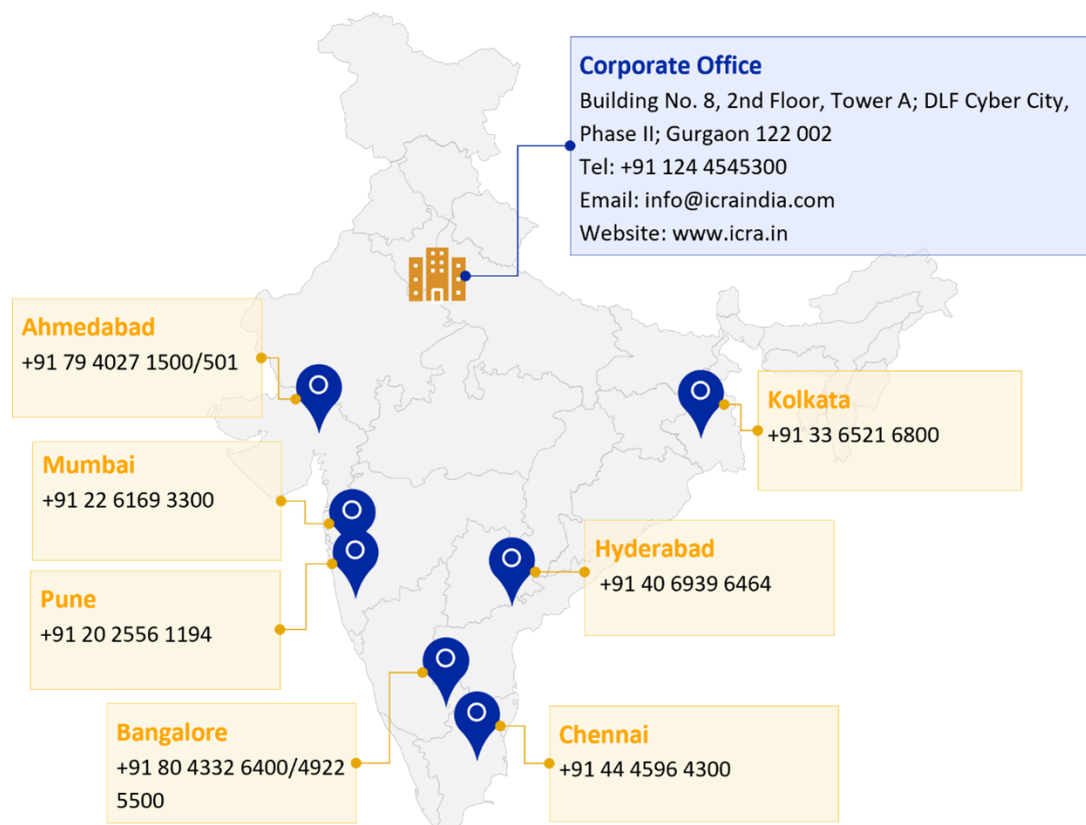 Corporate Office
Building No. 8, 2nd Floor, Tower A; DLF Cyber City,
Phase II; Gurgaon 122 002
Tel: +91 124 4545300
Email: info@icraindia.com
Website: www.icra.in
Ahmedabad
+91 79 4027 1500/501
Kolkata
+91 33 6521 6800
Mumbai
+91 22 6169 3300
Hyderabad
+91 40 6939 6464
Pune
+91 20 2556 1194
Bangalore
+91 80 4332 6400/4922
5500
Chennai
+91 44 4596 4300